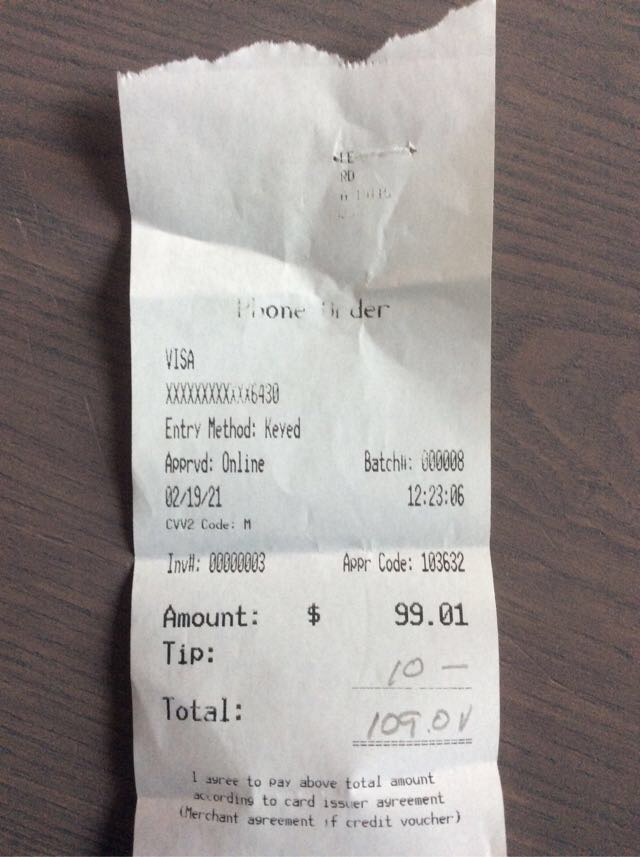 RD
Phone Order
VISA
XXXXXXXXXXXX6430
Entry Method: Keyed
Apprvd: Online Batch#: 000008
02/19/21 12:23:06
CVV2 Code: M
Inv#: 00000003 Appr Code: 103632
Amount: $ 99.01
Tip: 10 —
Total: 109.01
I agree to pay above total amount
according to card issuer agreement
(Merchant agreement if credit voucher)